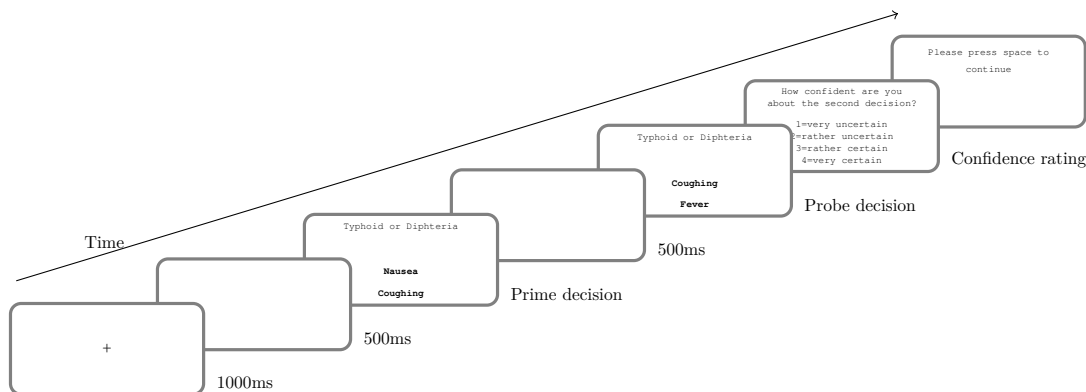 Time
+
1000ms
500ms
Typhoid or Diphteria
Nausea
Coughing
Prime decision
500ms
Typhoid or Diphteria
Coughing
Fever
Probe decision
How confident are you
about the second decision?
1=very uncertain
2=rather uncertain
3=rather certain
4=very certain
Confidence rating
Please press space to
continue